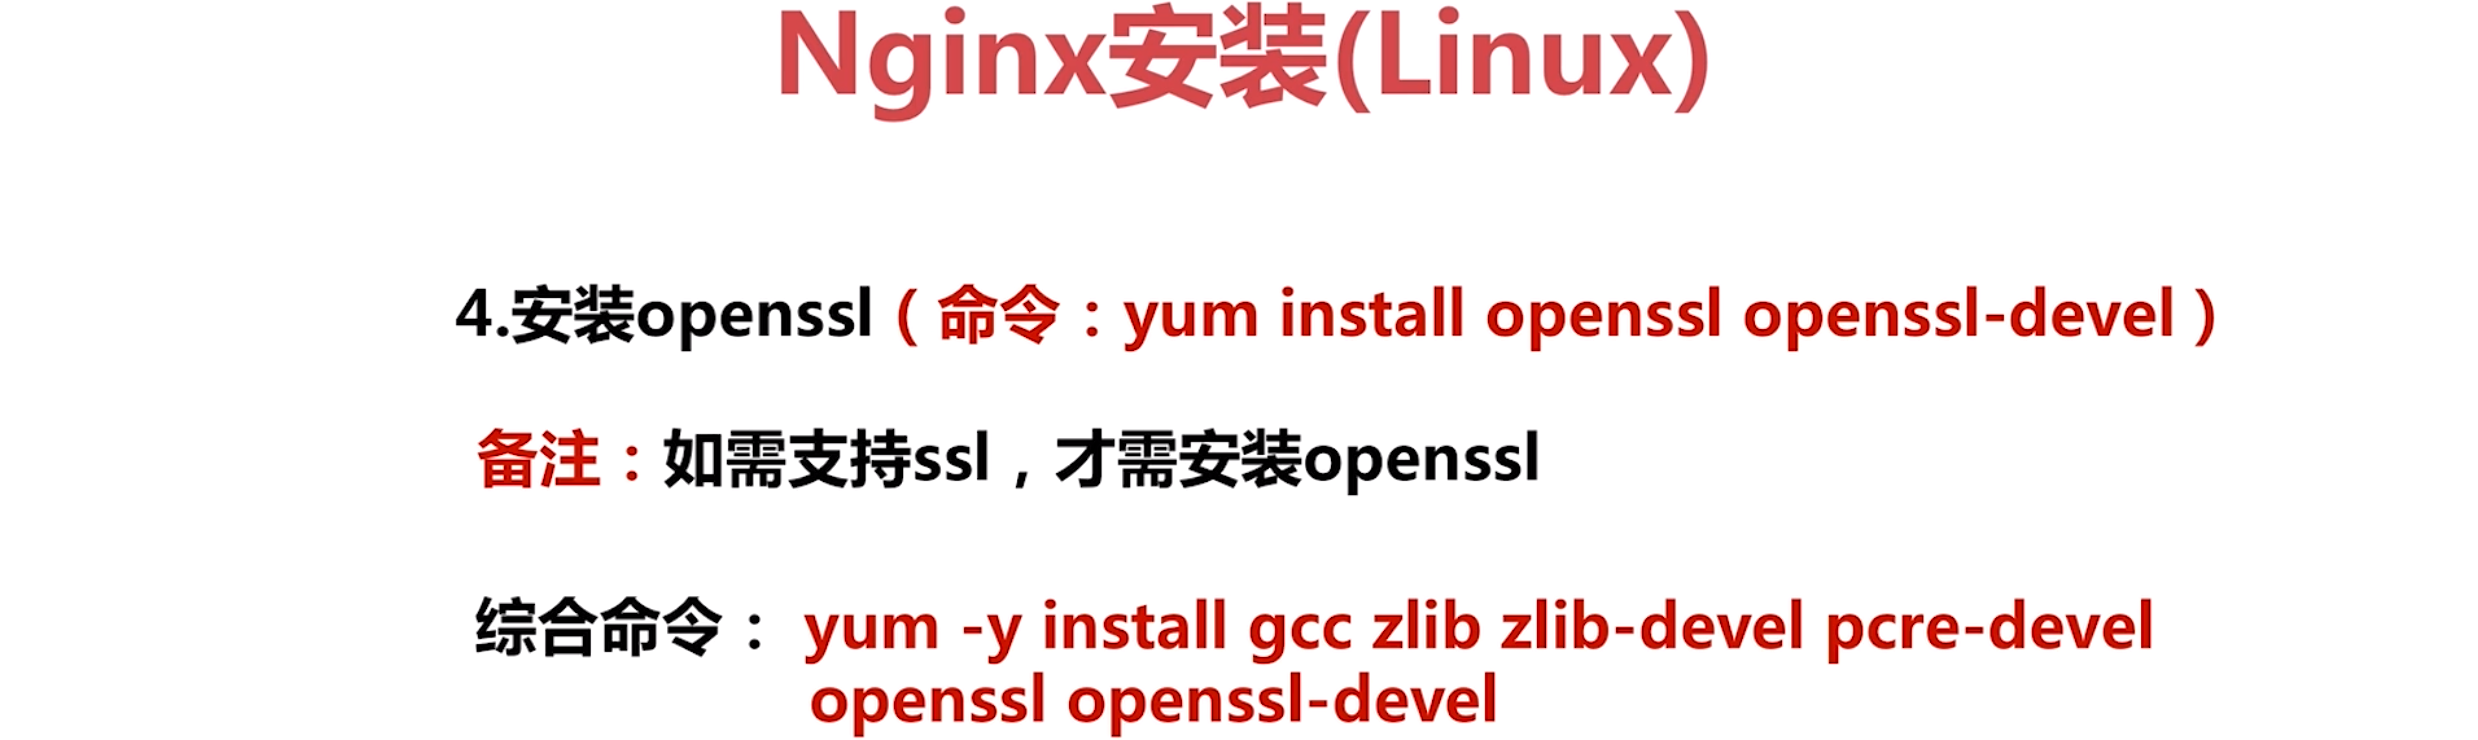 Nginx安装(Linux)
4.安装openssl（命令：yum install openssl openssl-devel）
备注：如需支持ssl，才需安装openssl
综合命令： yum -y install gcc zlib zlib-devel pcre-devel
openssl openssl-devel